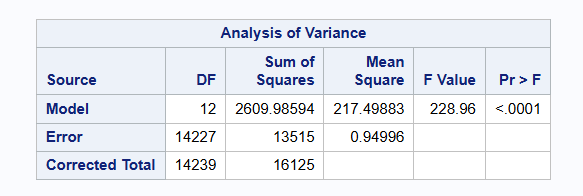 Analysis of Variance
Source DF Sum of Squares Mean Square F Value Pr > F
Model 12 2609.98594 217.49883 228.96 <.0001
Error 14227 13515 0.94996
Corrected Total 14239 16125